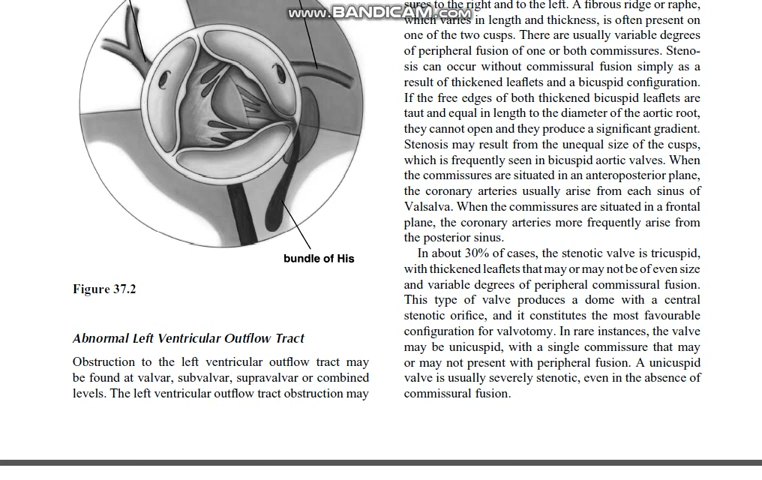 www.BANDICAM.com
bundle of His
Figure 37.2
Abnormal Left Ventricular Outflow Tract
Obstruction to the left ventricular outflow tract may
be found at valvar, subvalvar, supravalvar or combined
levels. The left ventricular outflow tract obstruction may
sures to the right and to the left. A fibrous ridge or raphe,
which varies in length and thickness, is often present on
one of the two cusps. There are usually variable degrees
of peripheral fusion of one or both commissures. Steno-
sis can occur without commissural fusion simply as a
result of thickened leaflets and a bicuspid configuration.
If the free edges of both thickened bicuspid leaflets are
taut and equal in length to the diameter of the aortic root,
they cannot open and they produce a significant gradient.
Stenosis may result from the unequal size of the cusps,
which is frequently seen in bicuspid aortic valves. When
the commissures are situated in an anteroposterior plane,
the coronary arteries usually arise from each sinus of
Valsalva. When the commissures are situated in a frontal
plane, the coronary arteries more frequently arise from
the posterior sinus.
In about 30% of cases, the stenotic valve is tricuspid,
with thickened leaflets that may or may not be of even size
and variable degrees of peripheral commissural fusion.
This type of valve produces a dome with a central
stenotic orifice, and it constitutes the most favourable
configuration for valvotomy. In rare instances, the valve
may be unicuspid, with a single commissure that may
or may not present with peripheral fusion. A unicuspid
valve is usually severely stenotic, even in the absence of
commissural fusion.